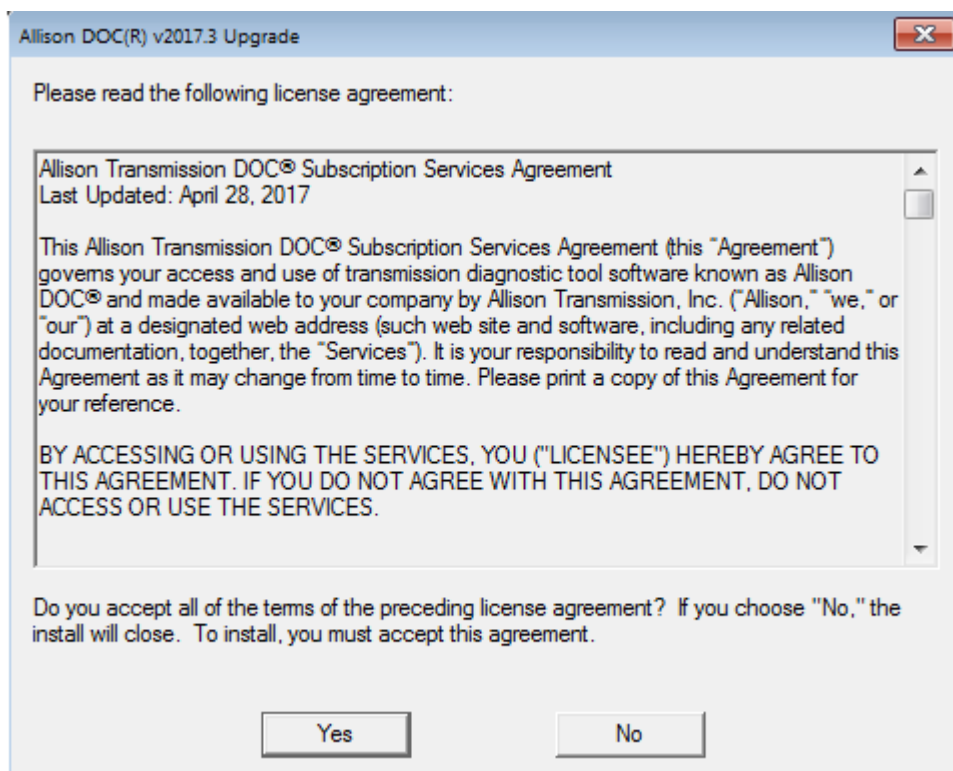 Allison DOC(R) v2017.3 Upgrade
Please read the following license agreement:
Allison Transmission DOC® Subscription Services Agreement
Last Updated: April 28, 2017
This Allison Transmission DOC® Subscription Services Agreement (this "Agreement")
governs your access and use of transmission diagnostic tool software known as Allison
DOC® and made available to your company by Allison Transmission, Inc. ("Allison," "we," or
"our") at a designated web address (such web site and software, including any related
documentation, together, the "Services"). It is your responsibility to read and understand this
Agreement as it may change from time to time. Please print a copy of this Agreement for
your reference.
BY ACCESSING OR USING THE SERVICES, YOU ("LICENSEE") HEREBY AGREE TO
THIS AGREEMENT. IF YOU DO NOT AGREE WITH THIS AGREEMENT, DO NOT
ACCESS OR USE THE SERVICES.
Do you accept all of the terms of the preceding license agreement?  If you choose "No," the
install will close.  To install, you must accept this agreement.
Yes
No